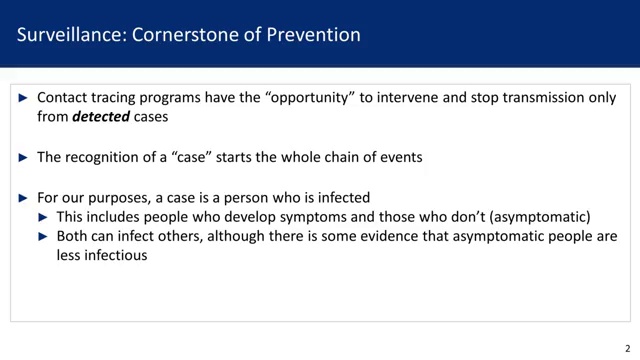 Surveillance: Cornerstone of Prevention
► Contact tracing programs have the “opportunity” to intervene and stop transmission only
from detected cases
► The recognition of a “case” starts the whole chain of events
► For our purposes, a case is a person who is infected
► This includes people who develop symptoms and those who don’t (asymptomatic)
► Both can infect others, although there is some evidence that asymptomatic people are
less infectious
2